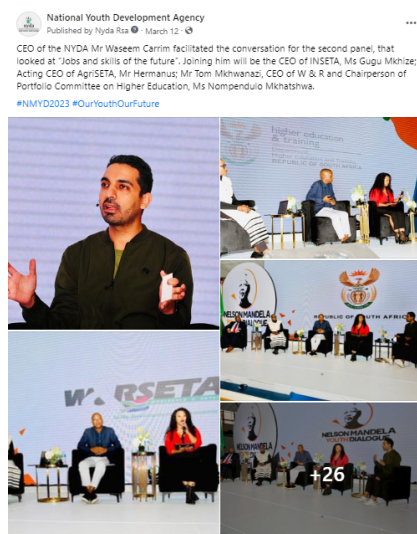 National Youth Development Agency
Published by Nyda Rsa · March 12 ·
CEO of the NYDA Mr Waseem Carrim facilitated the conversation for the second panel, that
looked at "Jobs and skills of the future". Joining him will be the CEO of INSETA, Ms Gugu Mkhize;
Acting CEO of AgriSETA, Mr Hermanus; Mr Tom Mkhwanazi, CEO of W & R and Chairperson of
Portfolio Committee on Higher Education, Ms Nompendulo Mkhatshwa.
#NMYD2023 #OurYouthOurFuture
higher education
& training
REPUBLIC OF SOUTH AFRICA
NELSON MANDELA
DIALOGUE
REPUBLIC OF SOUTH AFRIC
W&RSETA
NELSON MANDELA
YOUTH DIALOGUE
+26